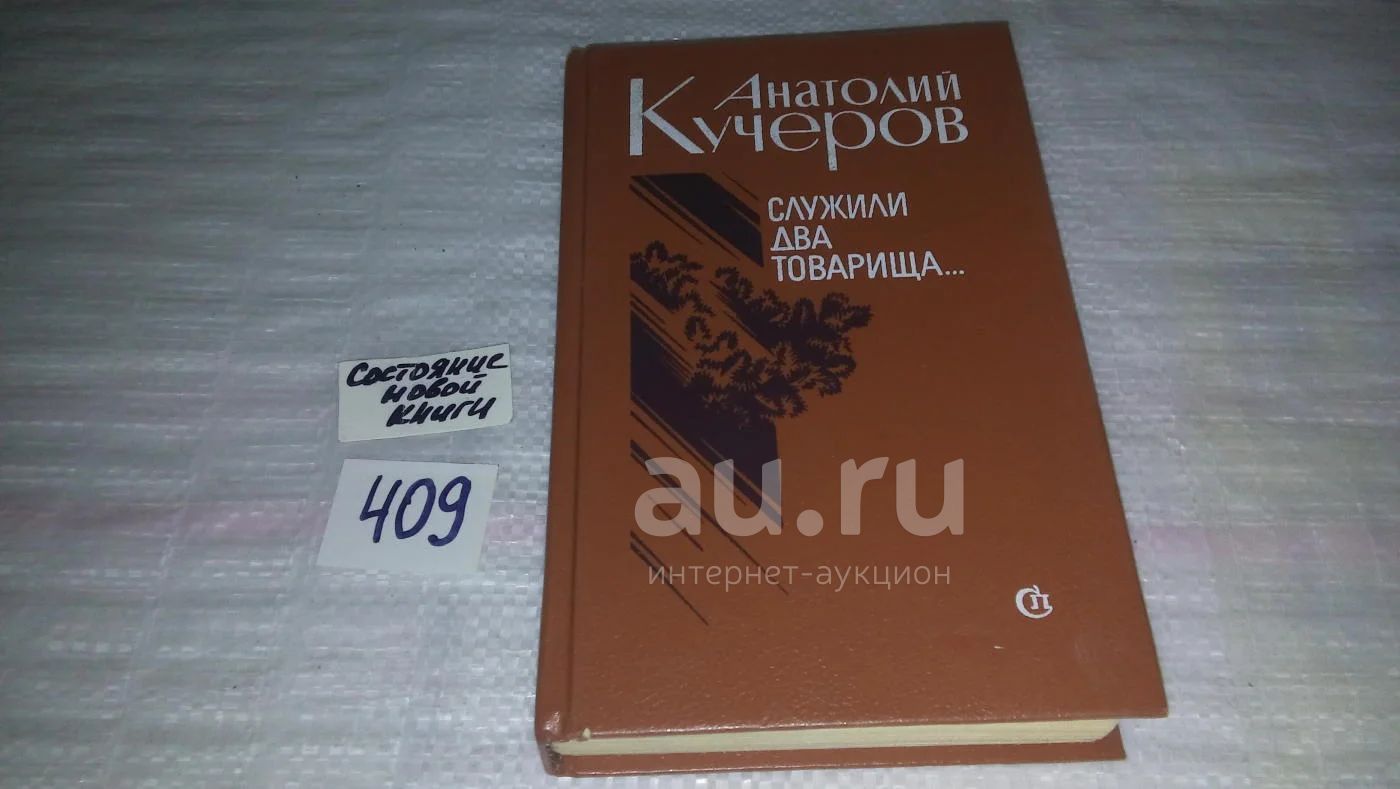 Анатолий
Кучеров
СЛУЖИЛИ
ДВА
ТОВАРИЩА...
Состояние
новой
книги
409
au.ru
интернет-аукцион
СП